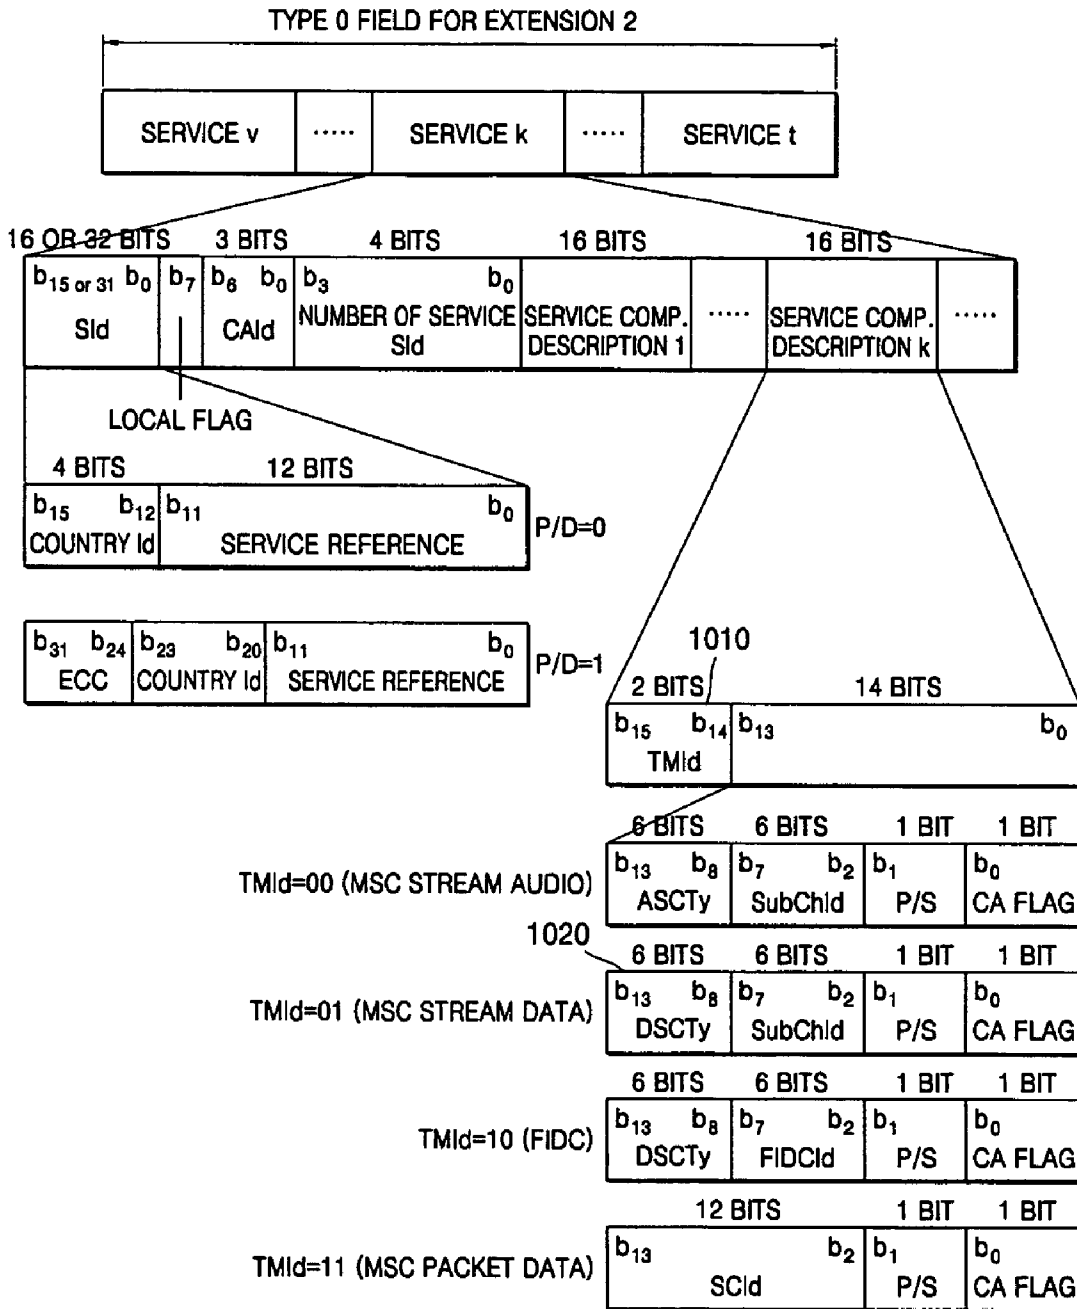 TYPE 0 FIELD FOR EXTENSION 2
SERVICE v ..... SERVICE k ..... SERVICE t
16 OR 32 BITS 3 BITS 4 BITS 16 BITS 16 BITS
b15 or 31 b0 b7 b6 b0 b3 b0
SId CAId NUMBER OF SERVICE SId SERVICE COMP. DESCRIPTION 1 ..... SERVICE COMP. DESCRIPTION k .....
LOCAL FLAG
4 BITS 12 BITS
b15 b12 b11 b0
COUNTRY Id SERVICE REFERENCE P/D=0
b31 b24 b23 b20 b11 b0
ECC COUNTRY Id SERVICE REFERENCE P/D=1
1010
2 BITS 14 BITS
b15 b14 b13 b0
TMId
6 BITS 6 BITS 1 BIT 1 BIT
b13 b8 b7 b2 b1 b0
TMId=00 (MSC STREAM AUDIO) ASCTy SubChId P/S CA FLAG
1020
6 BITS 6 BITS 1 BIT 1 BIT
b13 b8 b7 b2 b1 b0
TMId=01 (MSC STREAM DATA) DSCTy SubChId P/S CA FLAG
6 BITS 6 BITS 1 BIT 1 BIT
b13 b8 b7 b2 b1 b0
TMId=10 (FIDC) DSCTy FIDCId P/S CA FLAG
12 BITS 1 BIT 1 BIT
b13 b2 b1 b0
TMId=11 (MSC PACKET DATA) SCId P/S CA FLAG